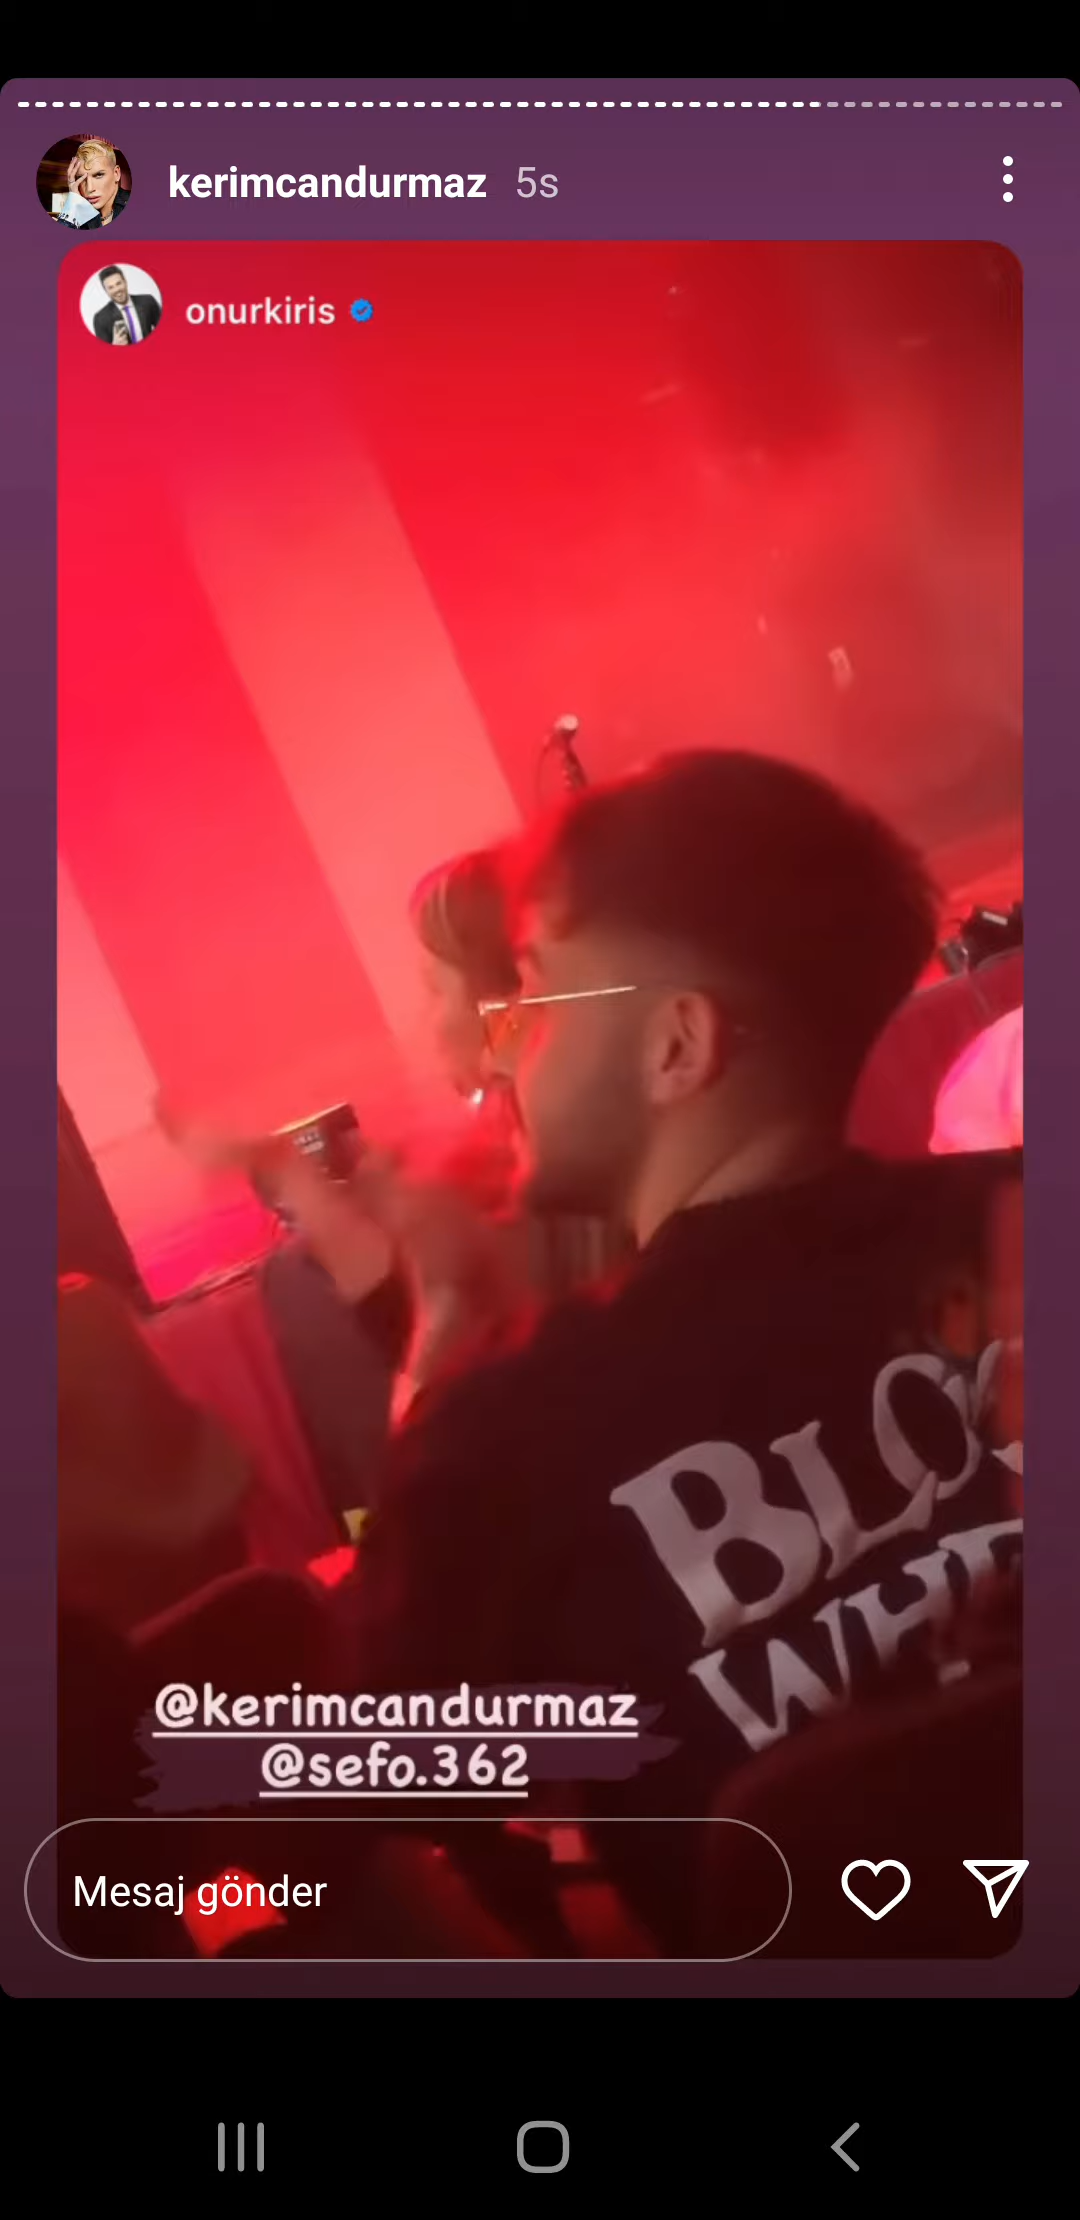 kerimcandurmaz 5s
onurkiris
@kerimcandurmaz
@sefo.362
Mesaj gönder